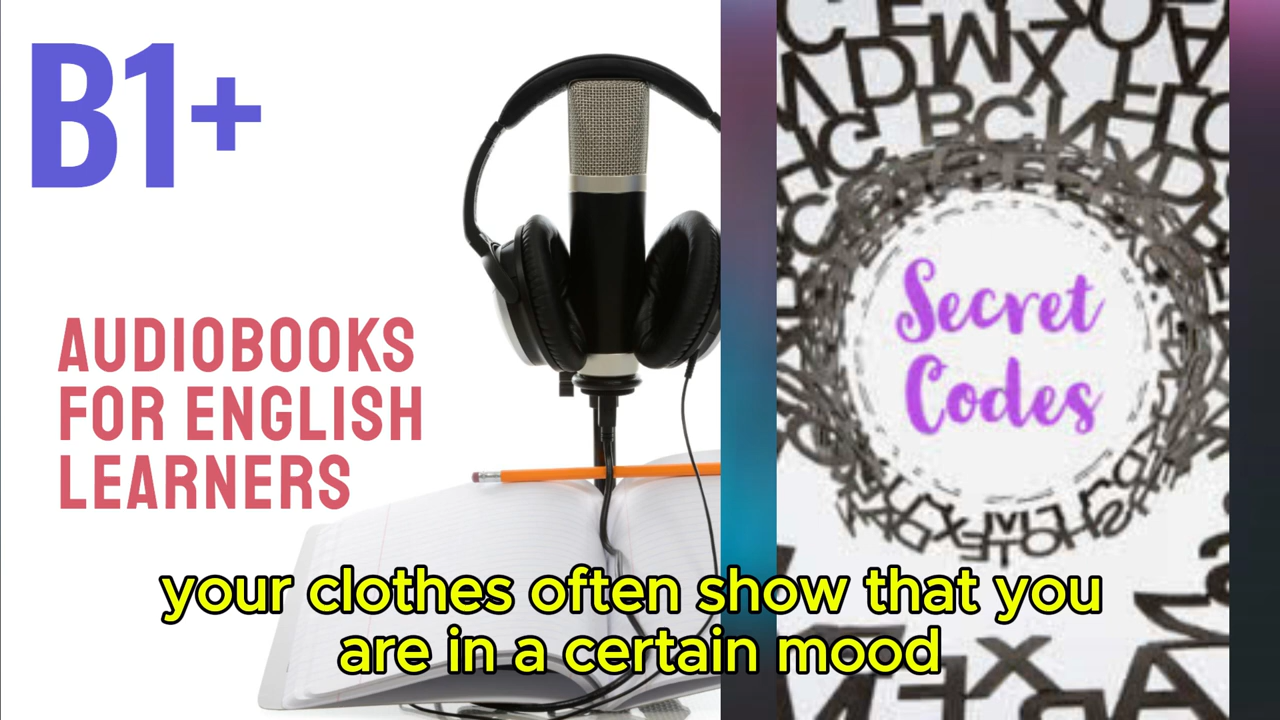 B1+
AUDIOBOOKS
FOR ENGLISH
LEARNERS
Secret
Codes
your clothes often show that you
are in a certain mood